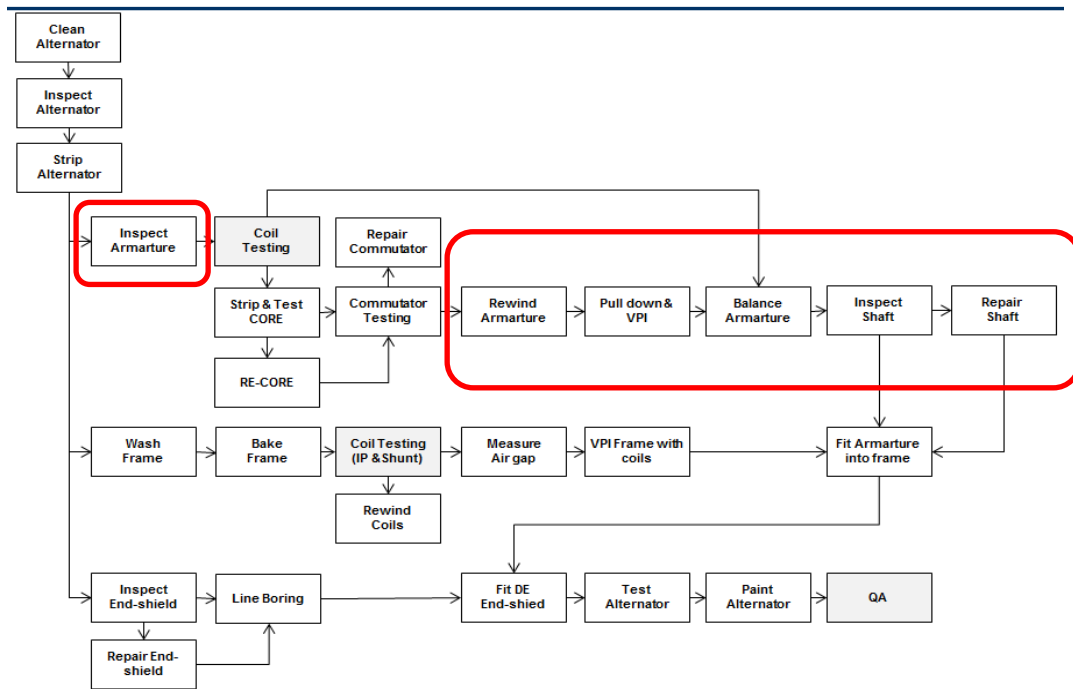 Clean
Alternator
Inspect
Alternator
Strip
Alternator
Inspect
Armarture
Coil
Testing
Repair
Commutator
Strip & Test
CORE
Commutator
Testing
Rewind
Armarture
Pull down &
VPI
Balance
Armarture
Inspect
Shaft
Repair
Shaft
RE-CORE
Wash
Frame
Bake
Frame
Coil Testing
(IP & Shunt)
Measure
Air gap
VPI Frame with
coils
Fit Armarture
into frame
Rewind
Coils
Inspect
End-shield
Line Boring
Fit DE
End-shied
Test
Alternator
Paint
Alternator
QA
Repair End-
shield